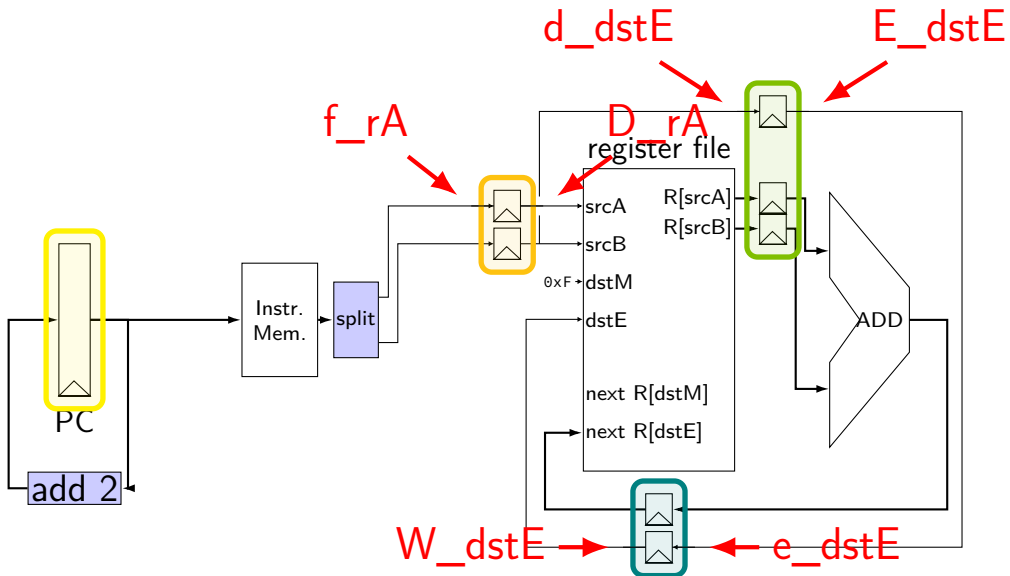 d_dstE
E_dstE
f_rA
D_rA
register file
srcA
R[srcA]
R[srcB]
srcB
0xF
dstM
Instr.
Mem.
split
dstE
ADD
next R[dstM]
PC
next R[dstE]
add 2
W_dstE
e_dstE